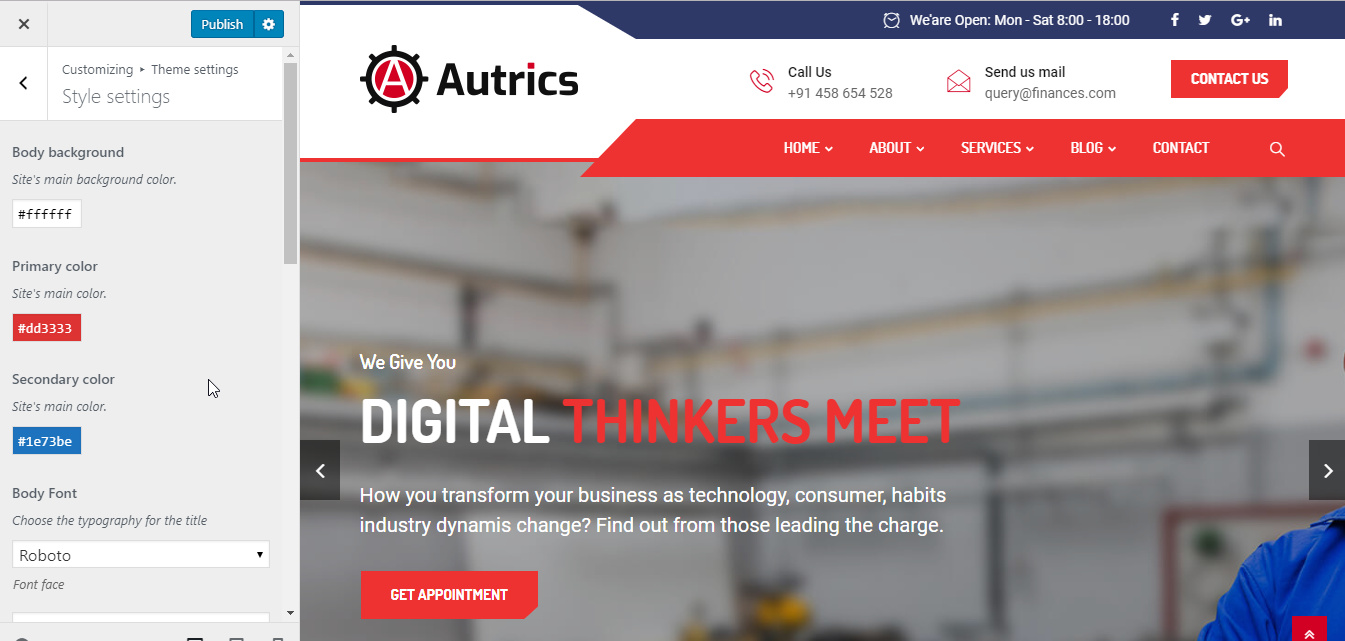 Publish
Customizing ▸ Theme settings
Style settings
Body background
Site's main background color.
#ffffff
Primary color
Site's main color.
#dd3333
Secondary color
Site's main color.
#1e73be
Body Font
Choose the typography for the title
Roboto
Font face
We'are Open: Mon - Sat 8:00 - 18:00
Autrics
Call Us
+91 458 654 528
Send us mail
query@finances.com
CONTACT US
HOME ABOUT SERVICES BLOG CONTACT
We Give You
DIGITAL THINKERS MEET
How you transform your business as technology, consumer, habits
industry dynamis change? Find out from those leading the charge.
GET APPOINTMENT